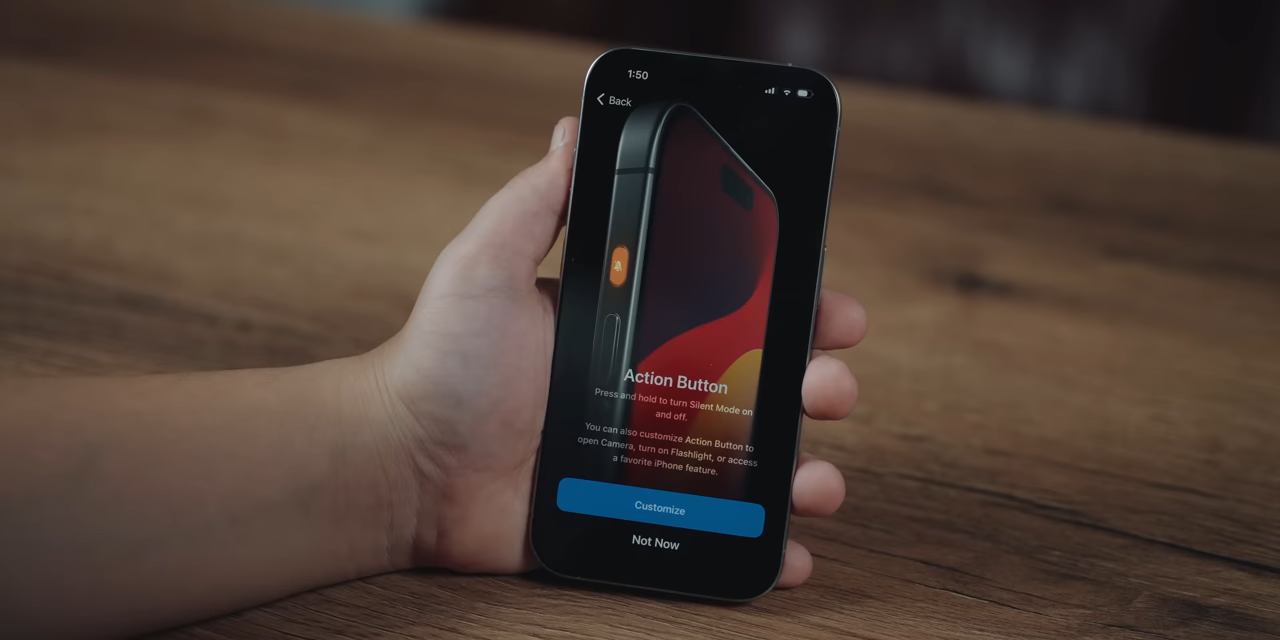 1:50
Back
Action Button
Press and hold to turn Silent Mode on
and off.
You can also customize Action Button to
open Camera, turn on Flashlight, or access
a favorite iPhone feature.
Customize
Not Now